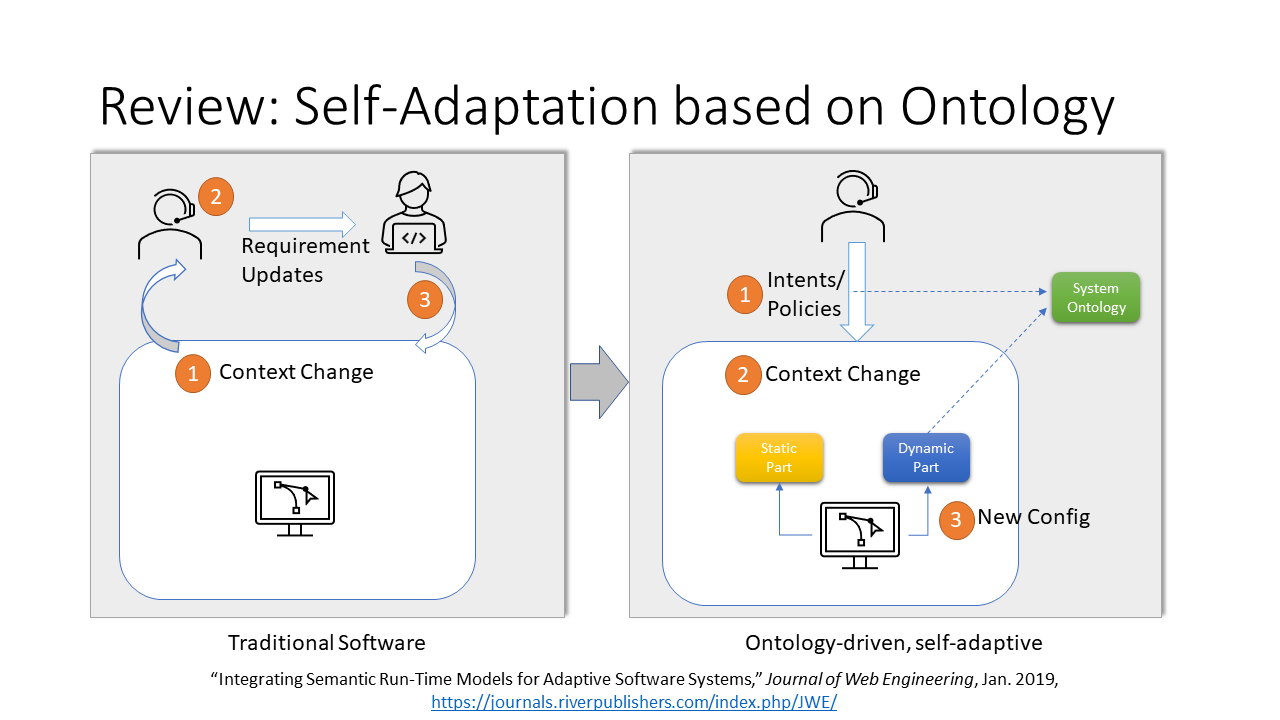 Review: Self-Adaptation based on Ontology
2
Requirement
Updates
</>
3
1 Context Change
Traditional Software
1 Intents/
Policies
System
Ontology
2 Context Change
Static
Part
Dynamic
Part
3 New Config
Ontology-driven, self-adaptive
“Integrating Semantic Run-Time Models for Adaptive Software Systems,” Journal of Web Engineering, Jan. 2019,
https://journals.riverpublishers.com/index.php/JWE/